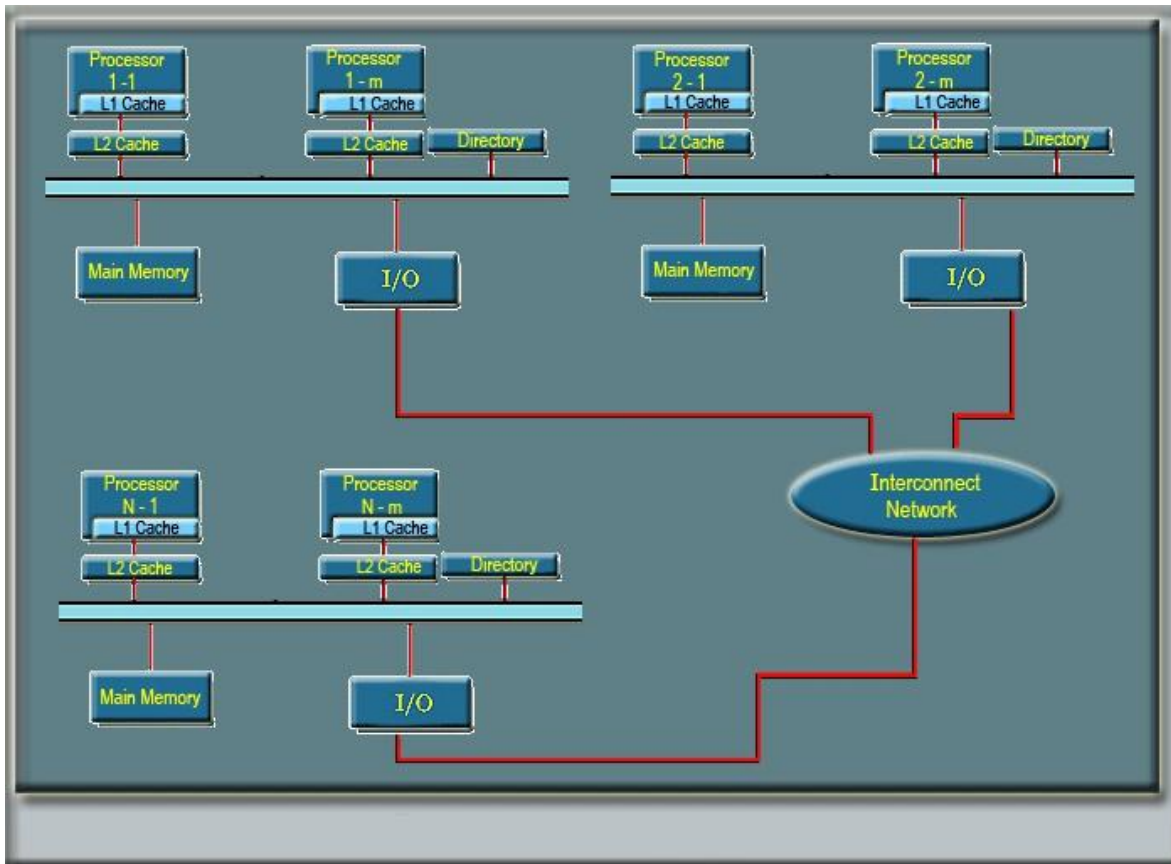 Processor
1 -1
L1 Cache
L2 Cache
Processor
1 - m
L1 Cache
L2 Cache
Directory
Main Memory
I/O
Processor
2 - 1
L1 Cache
L2 Cache
Processor
2 - m
L1 Cache
L2 Cache
Directory
Main Memory
I/O
Interconnect
Network
Processor
N - 1
L1 Cache
L2 Cache
Processor
N - m
L1 Cache
L2 Cache
Directory
Main Memory
I/O